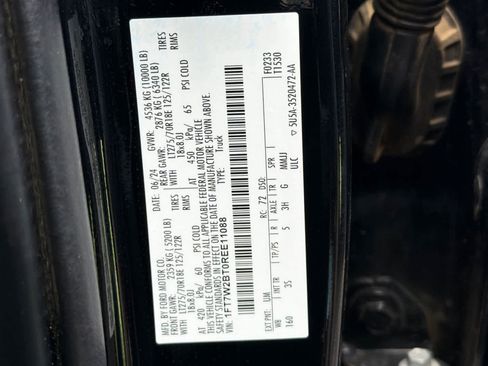 MFD. BY FORD MOTOR CO.
DATE: 06/24 GVWR: 4536 KG (10000 LB)
FRONT GAWR: 2359 KG ( 5200 LB) REAR GAWR: 2876 KG ( 6340 LB)
WITH WITH
LT275/70R18E 125/122R TIRES LT275/70R18E 125/122R TIRES
18x8.0J RIMS 18x8.0J RIMS
AT 420 kPa/ 60 PSI COLD AT 450 kPa/ 65 PSI COLD
THIS VEHICLE CONFORMS TO ALL APPLICABLE FEDERAL MOTOR VEHICLE
SAFETY STANDARDS IN EFFECT ON THE DATE OF MANUFACTURE SHOWN ABOVE.
VIN: 1FT7W2BT0REE11088
TYPE: Truck
F0233
T1530
EXT PNT: UM RC: 72 DSO:
WB INT TR TP/PS R AXLE TR SPR
160 35 5 3H G MMUJ
ULC
5U5A-3520472-AA